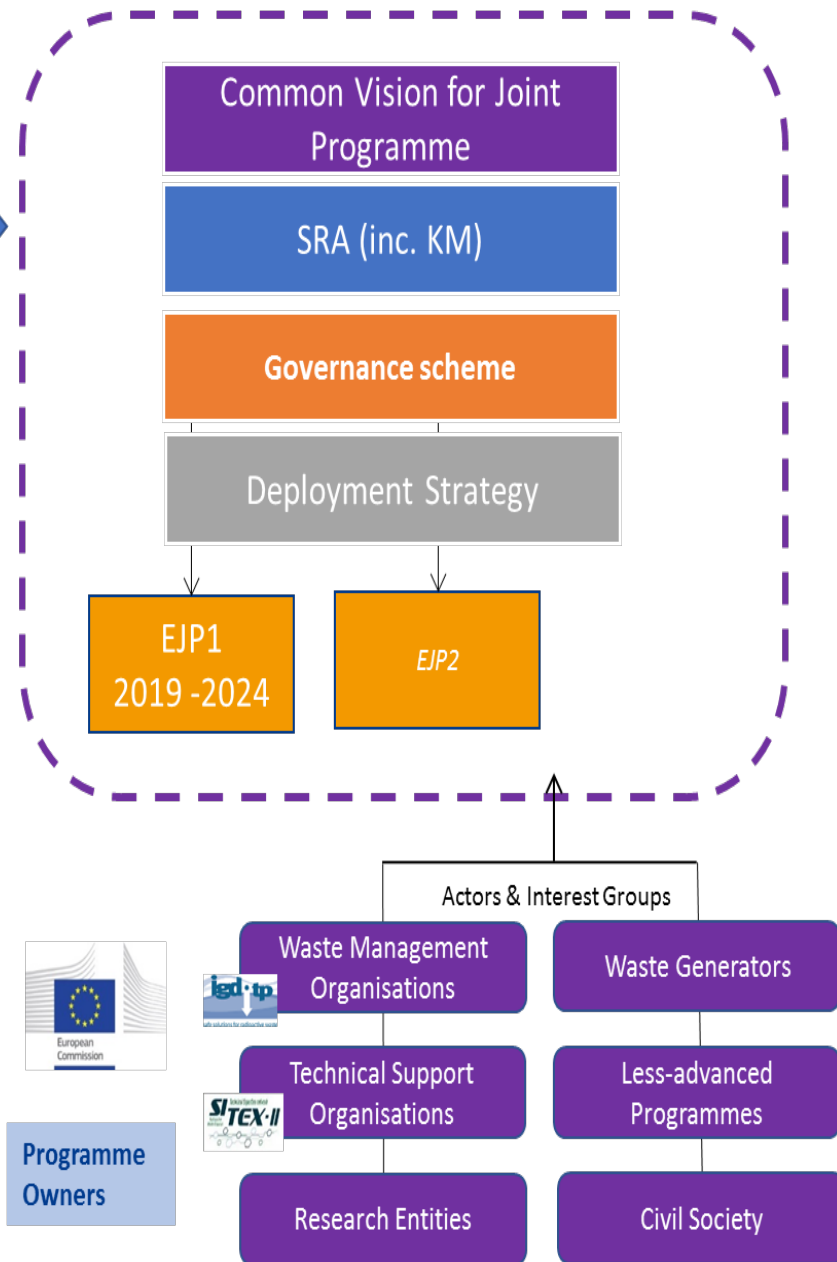 Common Vision for Joint
Programme
SRA (inc. KM)
Governance scheme
Deployment Strategy
EJP1
2019 -2024
EJP2
Actors & Interest Groups
Waste Management
Organisations
Waste Generators
igd·tp
European
Commission
Technical Support
Organisations
Less-advanced
Programmes
SITEX·II
Programme
Owners
Research Entities
Civil Society